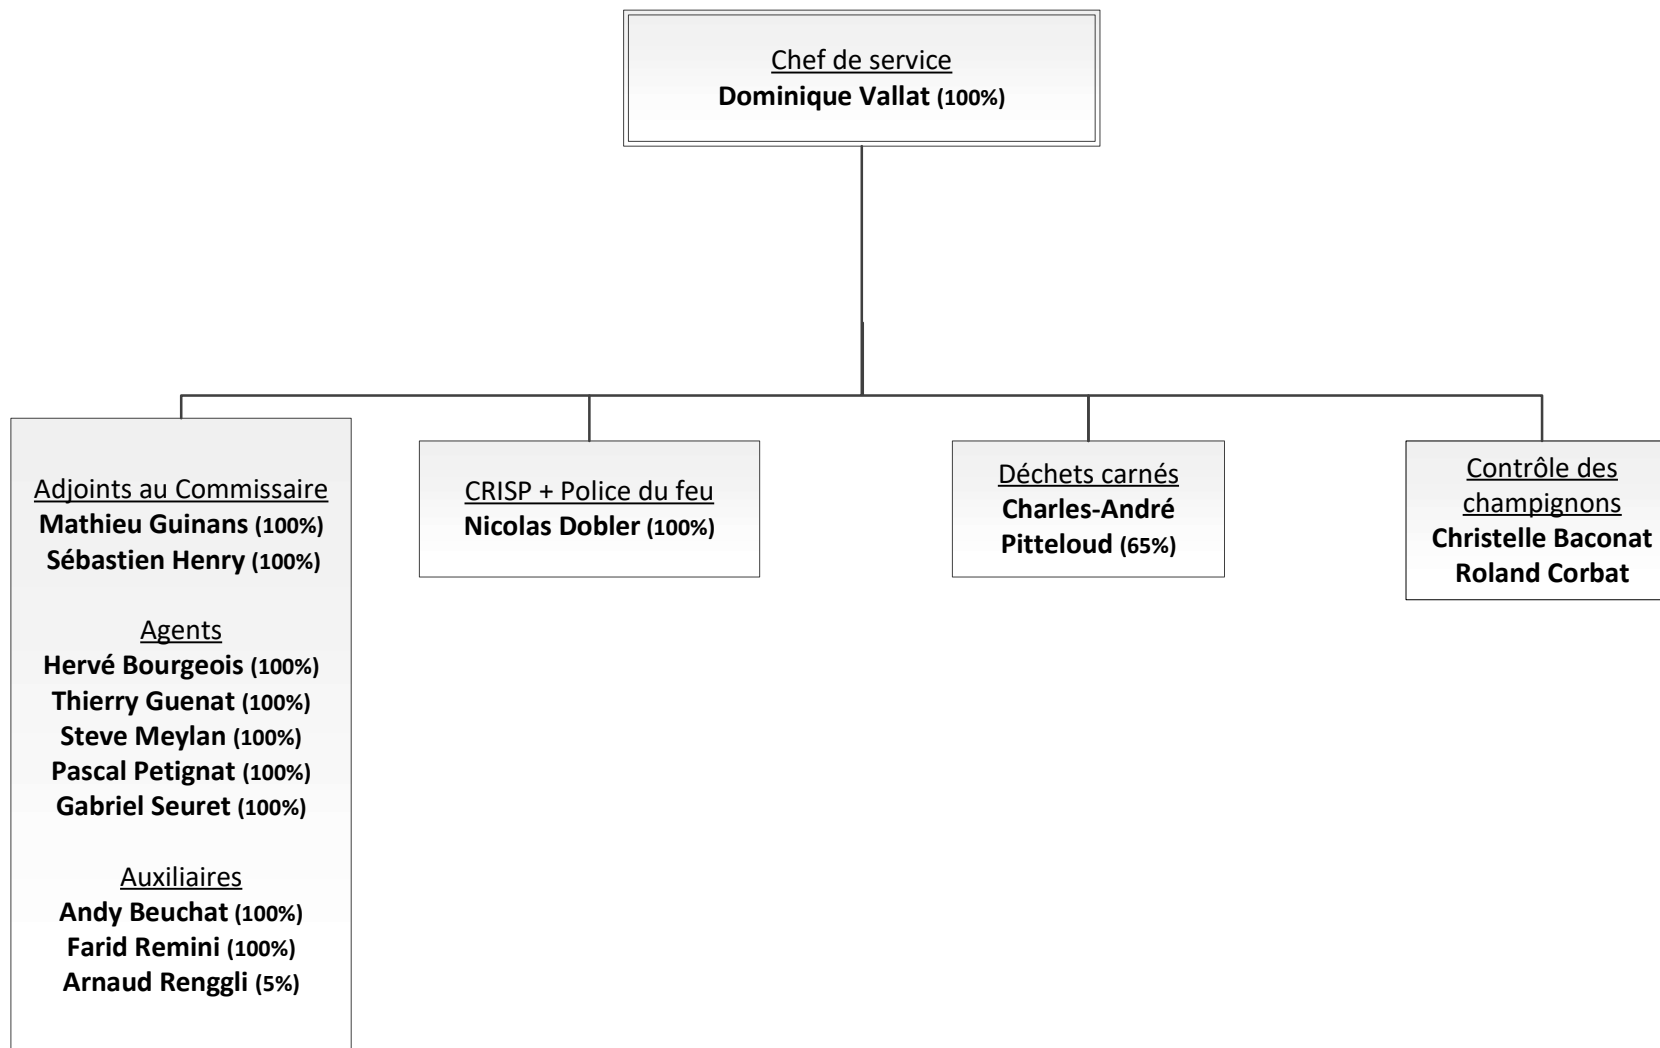 Chef de service
Dominique Vallat (100%)
Adjoints au Commissaire
Mathieu Guinans (100%)
Sébastien Henry (100%)
Agents
Hervé Bourgeois (100%)
Thierry Guenat (100%)
Steve Meylan (100%)
Pascal Petignat (100%)
Gabriel Seuret (100%)
Auxiliaires
Andy Beuchat (100%)
Farid Remini (100%)
Arnaud Renggli (5%)
CRISP + Police du feu
Nicolas Dobler (100%)
Déchets carnés
Charles-André
Pitteloud (65%)
Contrôle des
champignons
Christelle Baconat
Roland Corbat